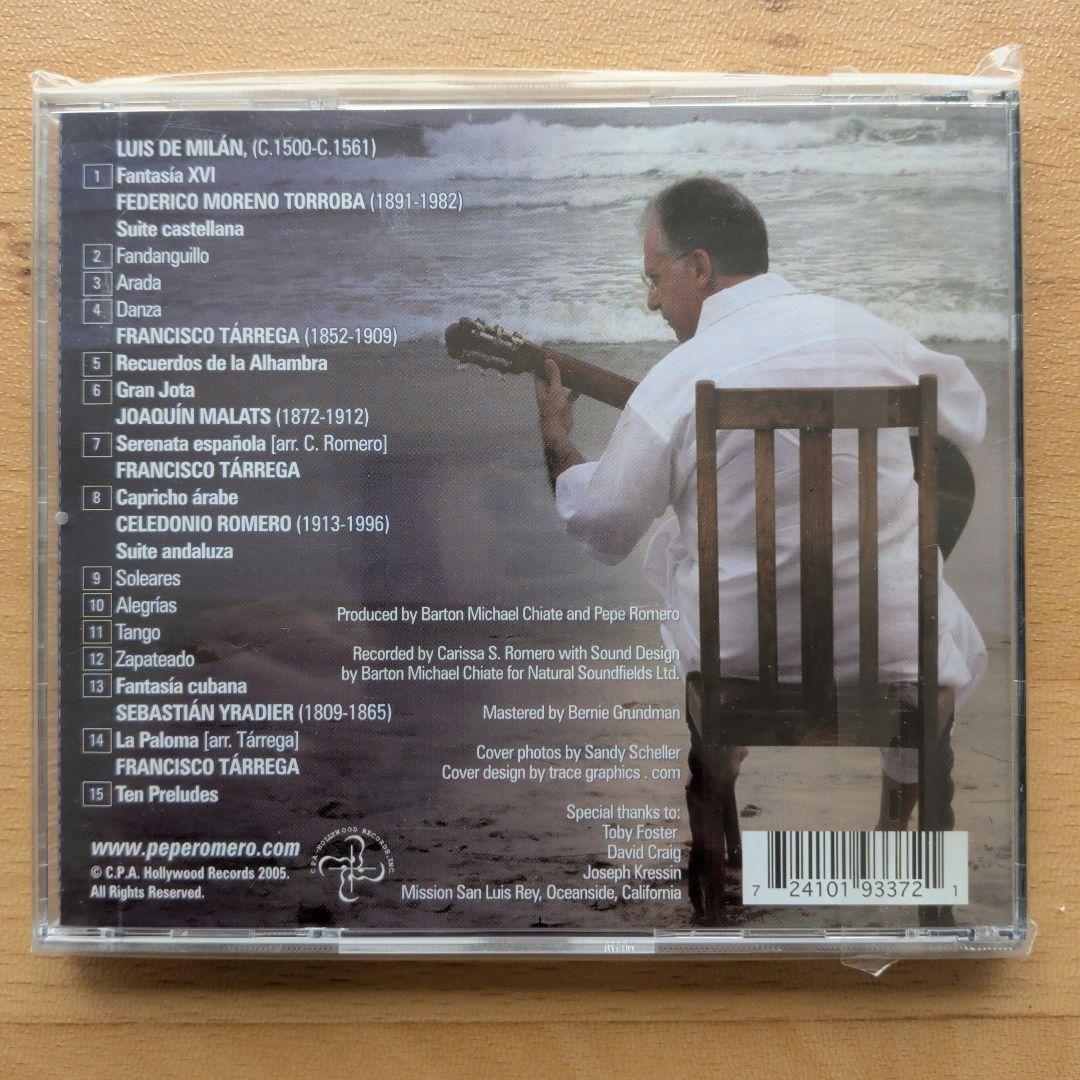 LUIS DE MILÁN, (C.1500-C.1561)
1 Fantasía XVI
FEDERICO MORENO TORROBA (1891-1982)
Suite castellana
2 Fandanguillo
3 Arada
4 Danza
FRANCISCO TÁRREGA (1852-1909)
5 Recuerdos de la Alhambra
6 Gran Jota
JOAQUÍN MALATS (1872-1912)
7 Serenata española [arr. C. Romero]
FRANCISCO TÁRREGA
8 Capricho árabe
CELEDONIO ROMERO (1913-1996)
Suite andaluza
9 Soleares
10 Alegrías
11 Tango
12 Zapateado
13 Fantasía cubana
SEBASTIÁN YRADIER (1809-1865)
14 La Paloma [arr. Tárrega]
FRANCISCO TÁRREGA
15 Ten Preludes
Produced by Barton Michael Chiate and Pepe Romero
Recorded by Carissa S. Romero with Sound Design
by Barton Michael Chiate for Natural Soundfields Ltd.
Mastered by Bernie Grundman
Cover photos by Sandy Scheller
Cover design by trace graphics . com
Special thanks to:
Toby Foster
David Craig
Joseph Kressin
Mission San Luis Rey, Oceanside, California
www.peperomero.com
© C.P.A. Hollywood Records 2005.
All Rights Reserved.
C.P.A. HOLLYWOOD RECORDS, INC
7 24101 93372 1